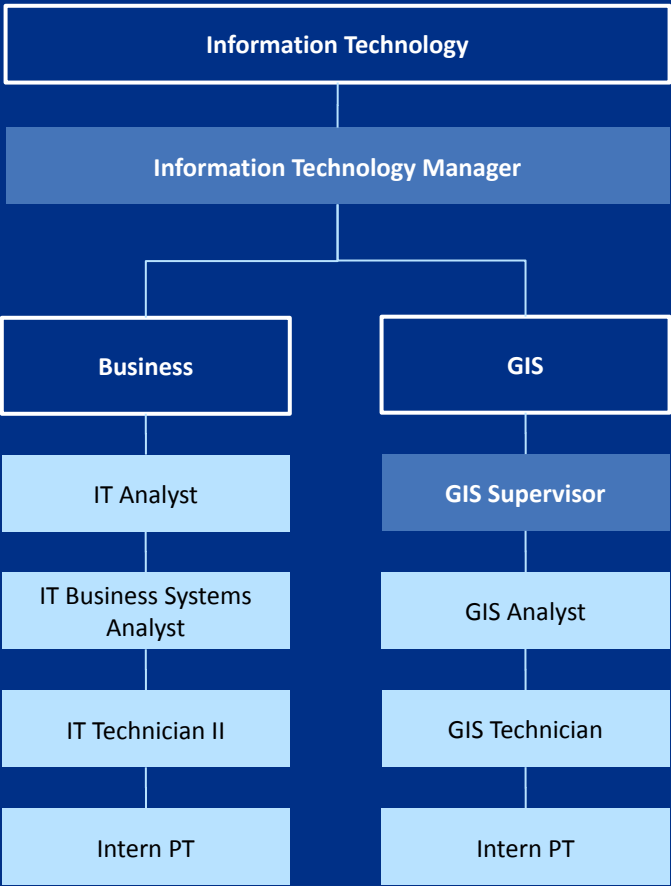 Information Technology
Information Technology Manager
Business
IT Analyst
IT Business Systems
Analyst
IT Technician II
Intern PT
GIS
GIS Supervisor
GIS Analyst
GIS Technician
Intern PT